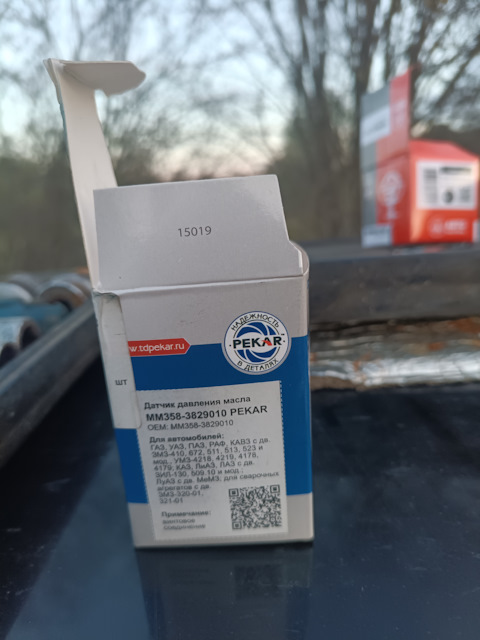 15019
w.tdpekar.ru
НАДЕЖНОСТЬ
PEKAR
В ДЕТАЛЯХ
шт
Датчик давления масла
ММ358-3829010 PEKAR
OEM: ММ358-3829010
Для автомобилей:
ГАЗ, УАЗ, ПАЗ, РАФ, КАВЗ с дв.
ЗМЗ-410, 672, 511, 513, 523 и
мод., УМЗ-4218, 4219, 4178,
4179, КАЗ, ЛиАЗ, ЛАЗ с дв.
ЗИЛ-130, 509.10 и мод.,
ЛуАЗ с дв. МеМЗ, для сварочных
агрегатов с дв.
ЗМЗ-320-01,
321-01
Примечание:
винтовое
соединение